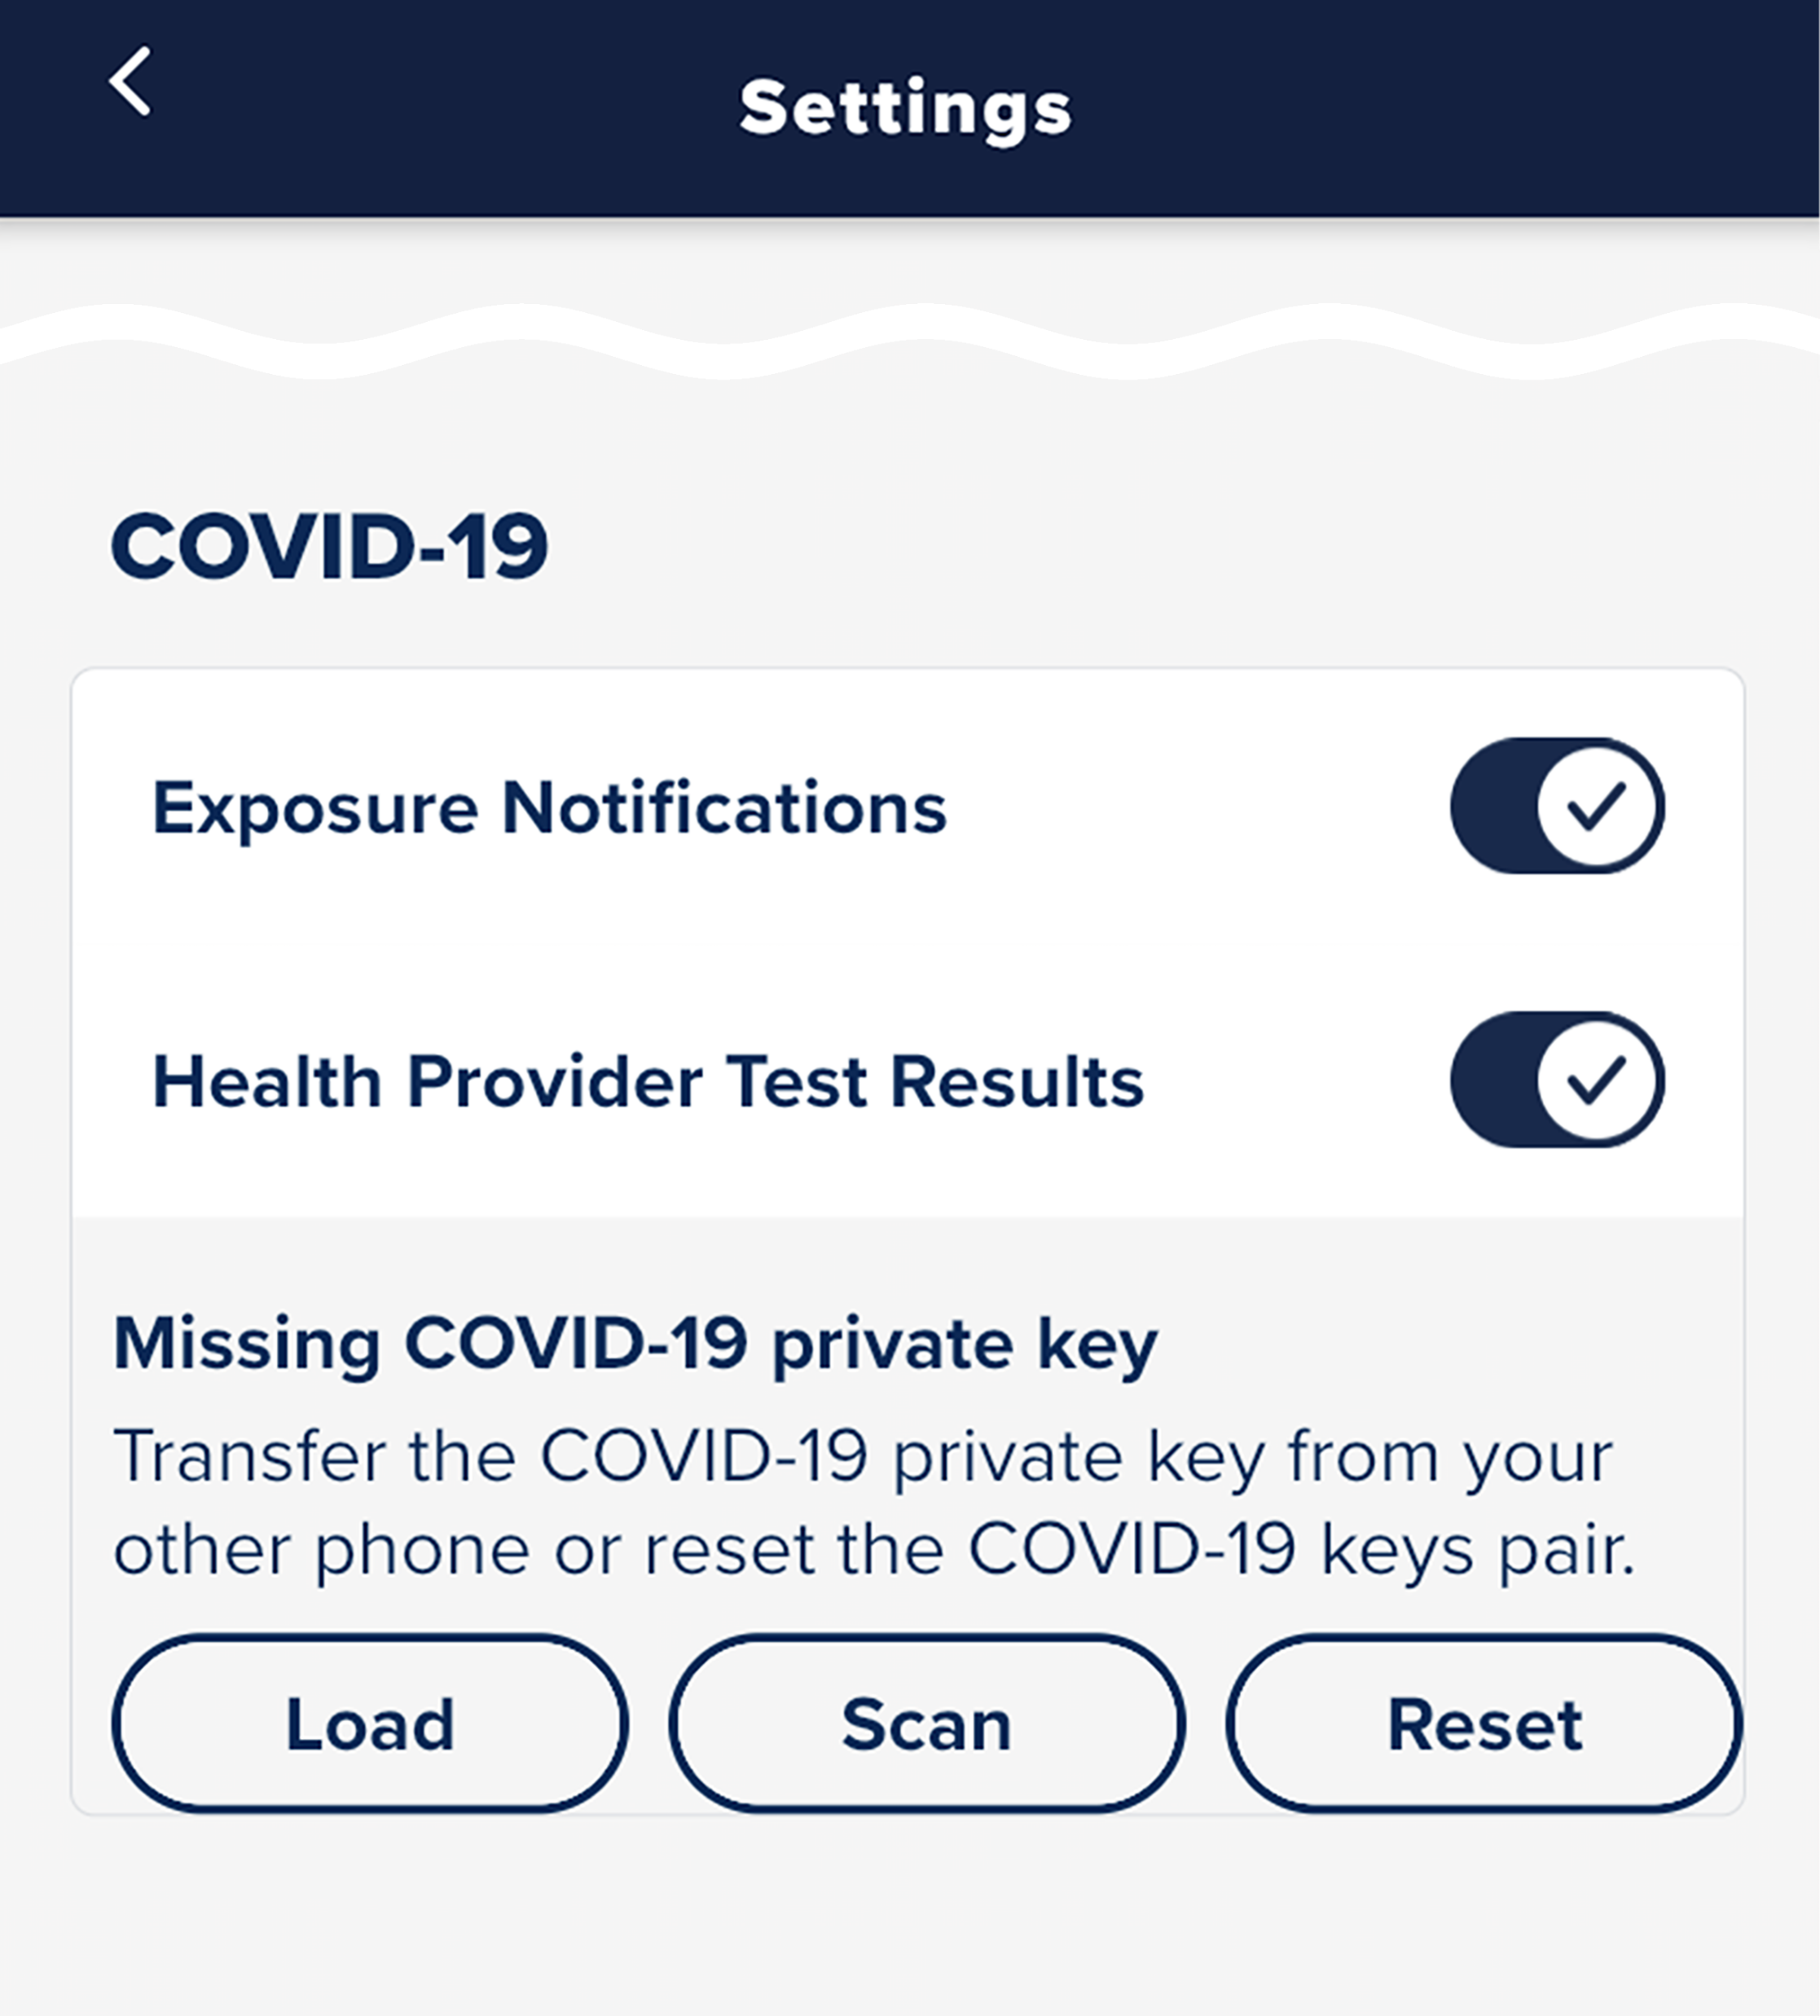 Settings
COVID-19
Exposure Notifications
Health Provider Test Results
Missing COVID-19 private key
Transfer the COVID-19 private key from your
other phone or reset the COVID-19 keys pair.
Load Scan Reset